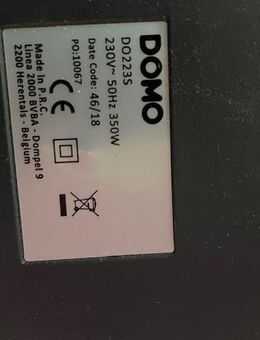 DOMO
DO223S
230V~ 50Hz 350W
Date Code: 46/18
PO:10067
CE
Made in P.R.C.
Linea 2000 BVBA - Dompel 9
2200 Herentals - Belgium